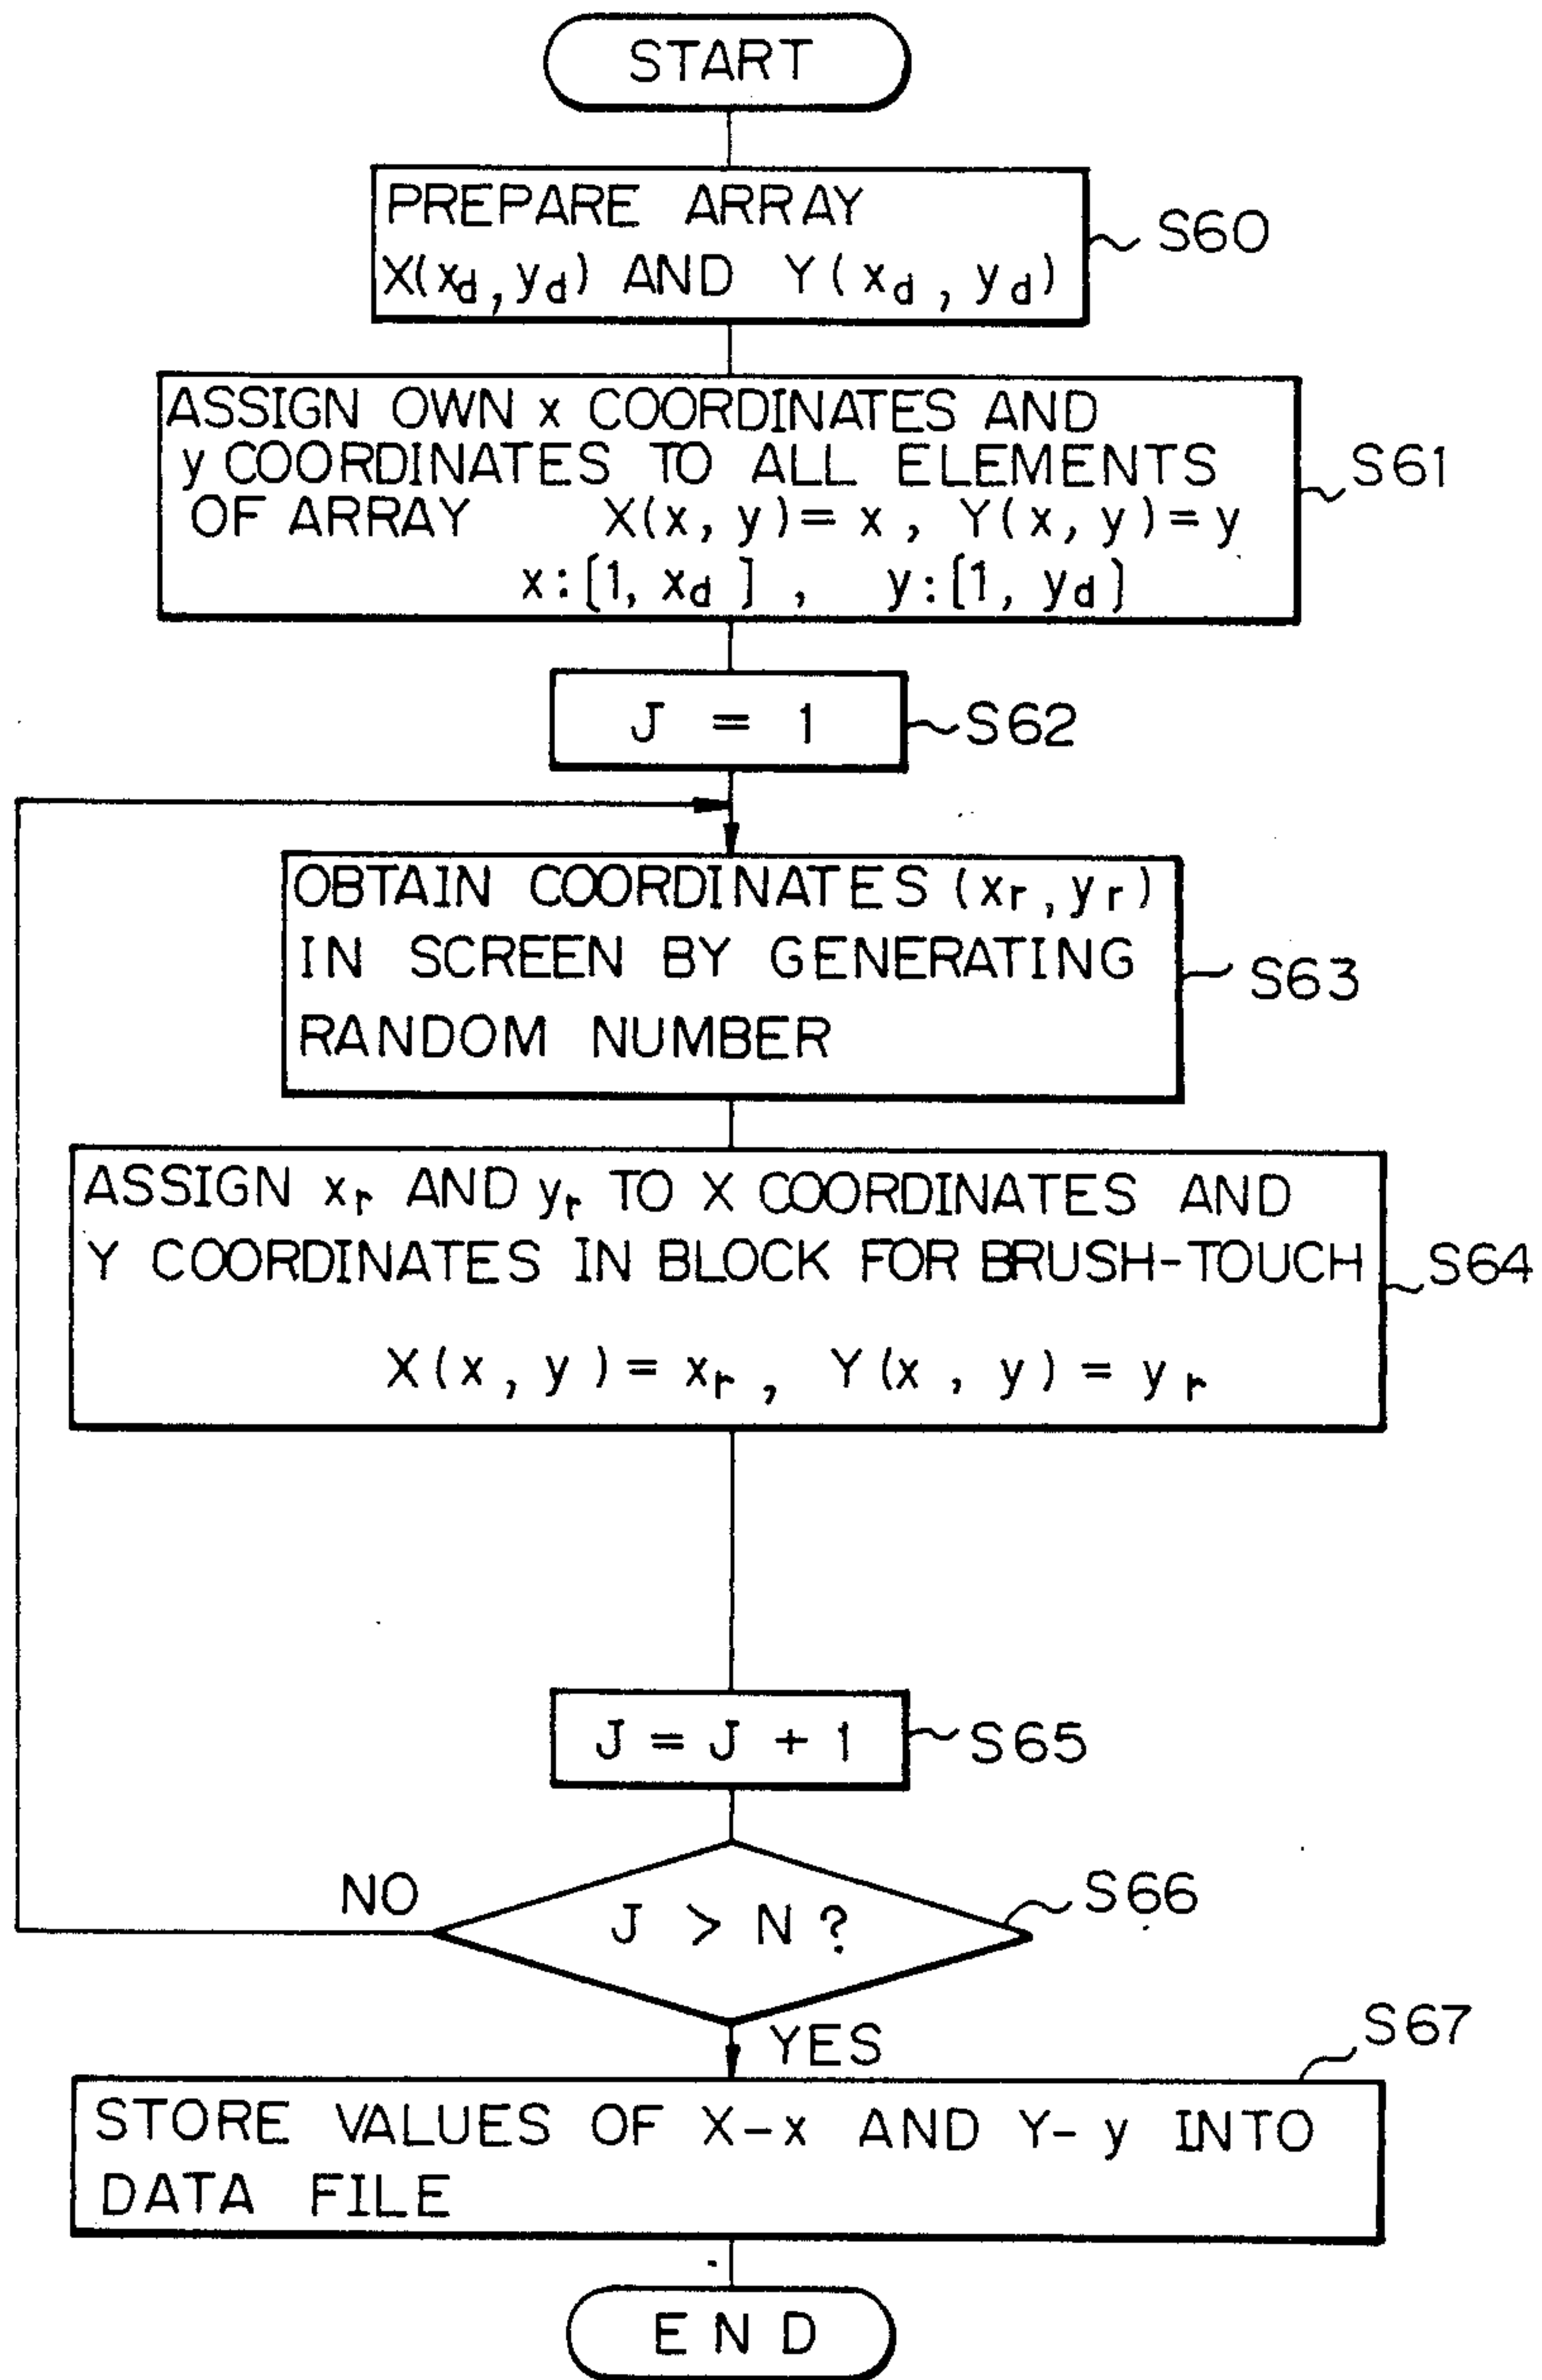 START
PREPARE ARRAY
X(xd,yd) AND Y(xd,yd)
S60
ASSIGN OWN x COORDINATES AND
y COORDINATES TO ALL ELEMENTS
OF ARRAY X(x,y)=x, Y(x,y)=y
x:[1,xd], y:[1,yd]
S61
J = 1
S62
OBTAIN COORDINATES (xr,yr)
IN SCREEN BY GENERATING
RANDOM NUMBER
S63
ASSIGN xr AND yr TO X COORDINATES AND
Y COORDINATES IN BLOCK FOR BRUSH-TOUCH
X(x,y)=xr, Y(x,y)=yr
S64
J = J + 1
S65
J > N?
S66
NO
YES
STORE VALUES OF X-x AND Y-y INTO
DATA FILE
S67
END